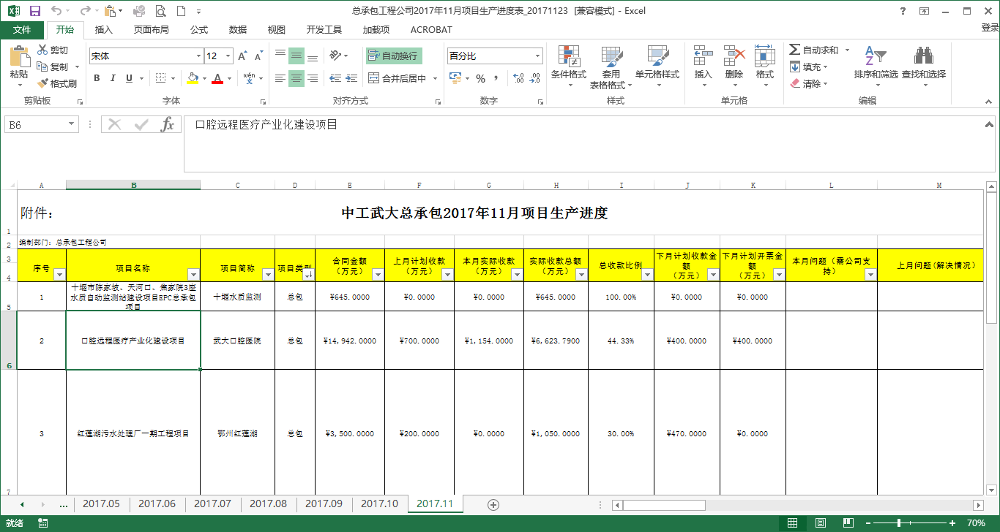 总承包工程公司2017年11月项目生产进度表_20171123 [兼容模式] - Excel
?
文件 开始 插入 页面布局 公式 数据 视图 开发工具 加载项 ACROBAT 登录
粘贴 剪切 复制 格式刷
宋体 12 A A
B I U A wén
自动换行
合并后居中
百分比
% ,
条件格式 套用
表格格式 单元格样式
插入 删除 格式
自动求和 填充 清除
排序和筛选 查找和选择
剪贴板 字体 对齐方式 数字 样式 单元格 编辑
B6 fx 口腔远程医疗产业化建设项目
A B C D E F G H I J K L M
1 附件： 中工武大总承包2017年11月项目生产进度
2 编制部门：总承包工程公司
3
4 序号 项目名称 项目简称 项目类型 合同金额
（万元） 上月计划收款
（万元） 本月实际收款
（万元） 实际收款总额
（万元） 总收款比例 下月计划收款金
额
（万元） 下月计划开票金
额
（万元） 本月问题（需公司支
持） 上月问题(解决情况)
5 1 十堰市陈家坡、天河口、焦家院3座
水质自动监测站建设项目EPC总承包
项目 十堰水质监测 总包 ¥645.0000 ¥0.0000 ¥0.0000 ¥645.0000 100.00% ¥0.0000 ¥0.0000
6 2 口腔远程医疗产业化建设项目 武大口腔医院 总包 ¥14,942.0000 ¥700.0000 ¥1,154.0000 ¥6,623.7900 44.33% ¥400.0000 ¥400.0000
7 3 红莲湖污水处理厂一期工程项目 鄂州红莲湖 总包 ¥3,500.0000 ¥200.0000 ¥0.0000 ¥1,050.0000 30.00% ¥470.0000 ¥0.0000
... 2017.05 2017.06 2017.07 2017.08 2017.09 2017.10 2017.11
就绪 70%